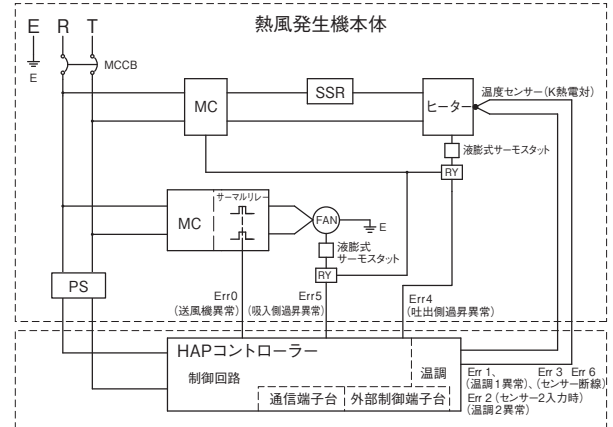 熱風発生機本体
E R T
E
MCCB
MC
SSR
ヒーター
温度センサー(K熱電対)
液膨式サーモスタット
RY
MC
サーマルリレー
FAN
E
液膨式
サーモスタット
RY
PS
Err0
(送風機異常)
Err5
(吸入側過昇異常)
Err4
(吐出側過昇異常)
HAPコントローラー
制御回路
温調
通信端子台
外部制御端子台
Err 1、 Err 3 Err 6
(温調1異常)、(センサー断線)
Err 2 (センサー2入力時)
(温調2異常)